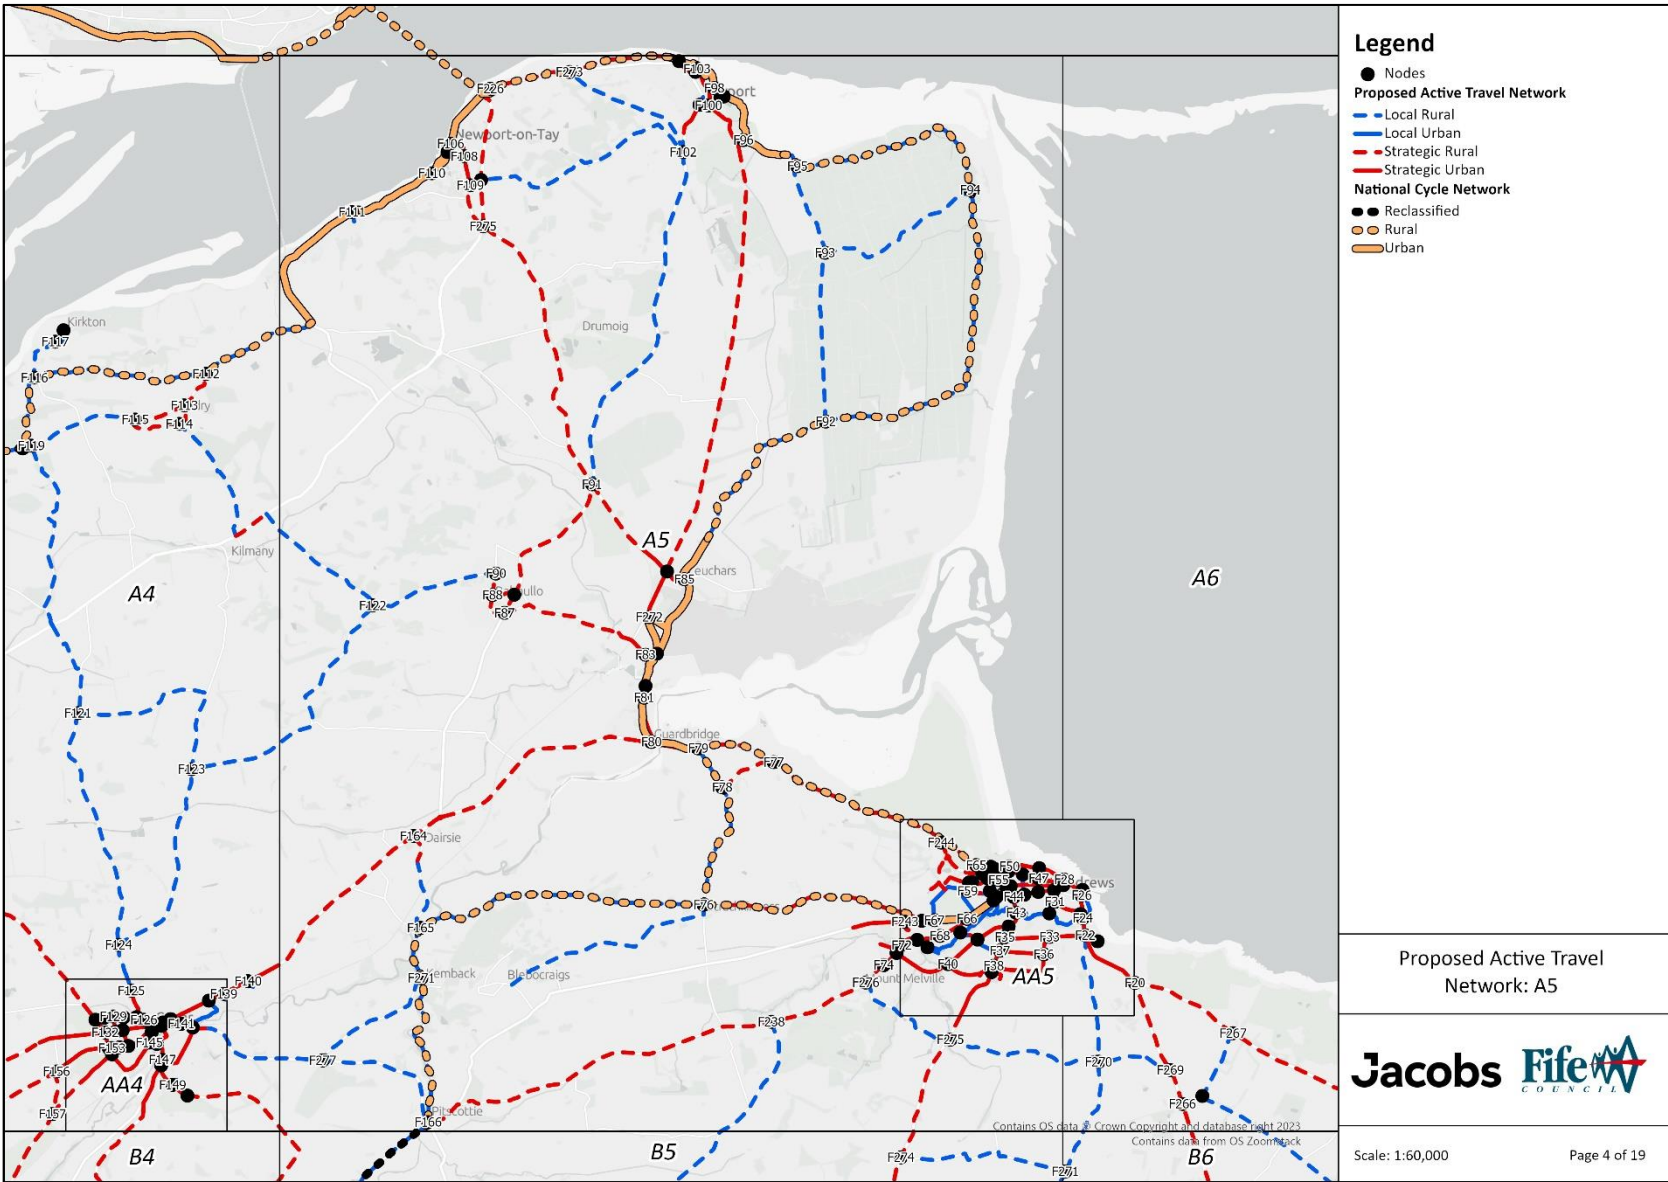 Legend
Nodes
Proposed Active Travel Network
Local Rural
Local Urban
Strategic Rural
Strategic Urban
National Cycle Network
Reclassified
Rural
Urban
F103
F273
F98
F226
F100
Newport-on-Tay
F106
F108
F96
F102
F95
F110
F109
F94
F111
F275
F93
Kirkton
Drumoig
F117
F116
F112
F113
F115
F114
F92
F119
F91
A5
Kilmany
F90
F85
A6
A4
F88
F122
F87
F272
F83
F81
F121
F80
Guardbridge
F79
F123
F77
F78
F164
Dairsie
F244
F65
F50
F55
F47
F28
F59
F44
F26
F76
F31
F43
F24
F165
F243
F67
F66
F68
F35
F33
F22
F124
F72
F37
F36
F74
F40
F38
AA5
F271
Kemback
Blebocraigs
F276
F20
F140
F125
F139
F129
F126
F141
F238
F132
F267
F145
F275
F153
F147
F277
F270
F156
F269
AA4
F149
F266
F157
Pitscottie
F166
Contains OS data © Crown Copyright and database right 2023
Contains data from OS Zoomstack
B4
B5
F274
B6
F271
Proposed Active Travel
Network: A5
Jacobs
Fife
COUNCIL
Scale: 1:60,000
Page 4 of 19